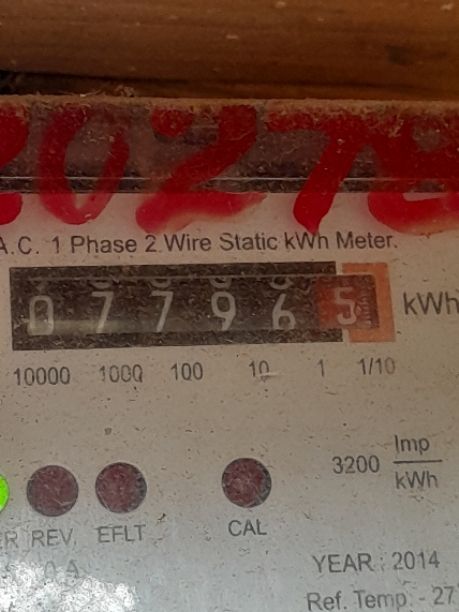 A.C. 1 Phase 2 Wire Static kWh Meter.
0 7 7 9 6 5 kWh
10000 1000 100 10 1 1/10
3200 Imp/kWh
REV. EFLT CAL
YEAR : 2014
Ref. Temp. - 27